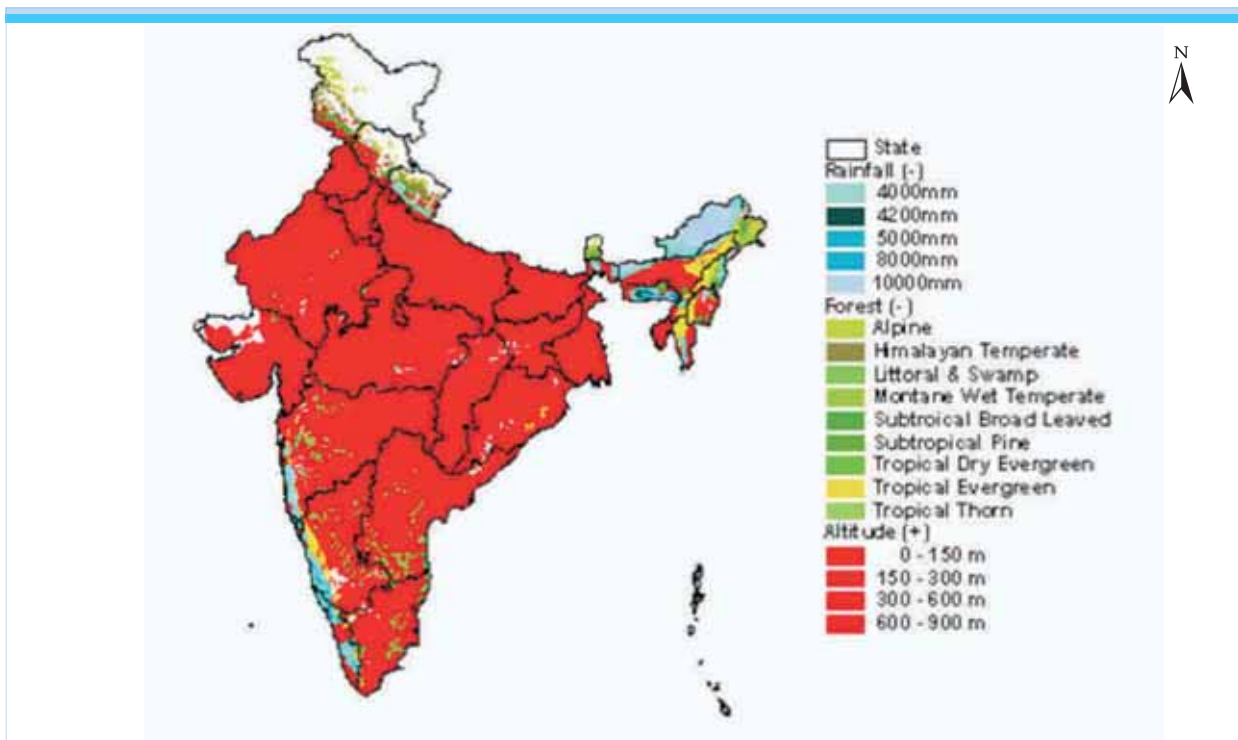 N
State
Rainfall (-)
4000mm
4200mm
5000mm
8000mm
10000mm
Forest (-)
Alpine
Himalayan Temperate
Littoral & Swamp
Montane Wet Temperate
Subtroical Broad Leaved
Subtropical Pine
Tropical Dry Evergreen
Tropical Evergreen
Tropical Thorn
Altitude (+)
0 - 150 m
150 - 300 m
300 - 600 m
600 - 900 m